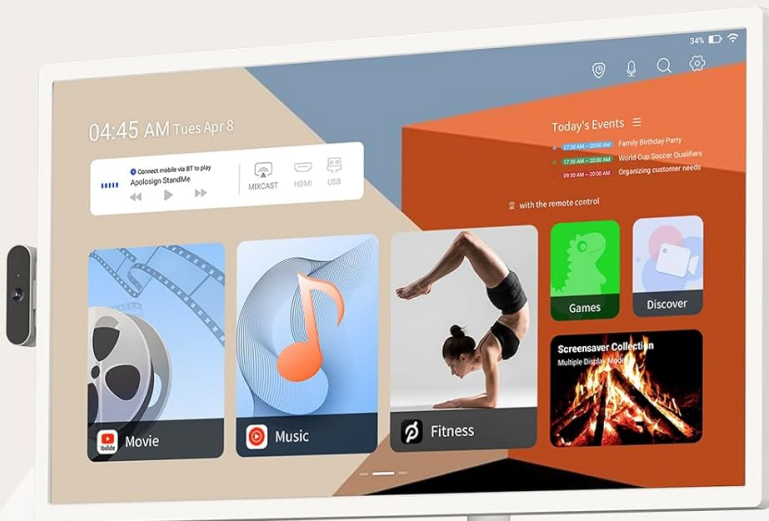 34%
04:45 AM Tues Apr 8
Connect mobile via BT to play
Apolosign StandMe
MIXCAST
HDMI
USB
Today's Events
17:30 AM – 20:00 AM Family Birthday Party
17:30 AM – 20:00 AM World Cup Soccer Qualifiers
09:30 AM – 20:00 AM Organizing customer needs
with the remote control
Games
Discover
Screensaver Collection
Multiple Display Mode
YouTube
Movie
Music
Fitness